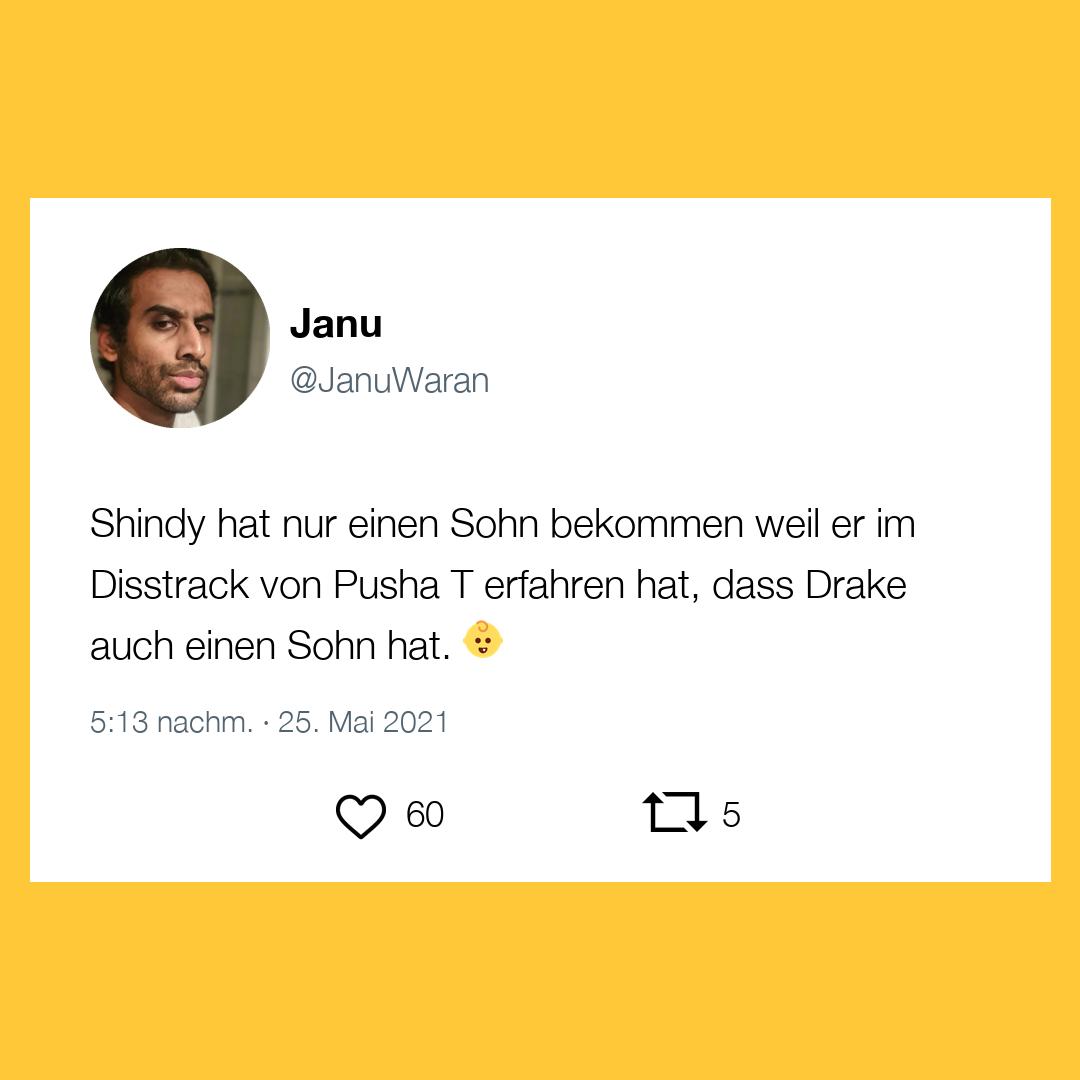 Janu
@JanuWaran
Shindy hat nur einen Sohn bekommen weil er im
Disstrack von Pusha T erfahren hat, dass Drake
auch einen Sohn hat. 👶
5:13 nachm. · 25. Mai 2021
60 5